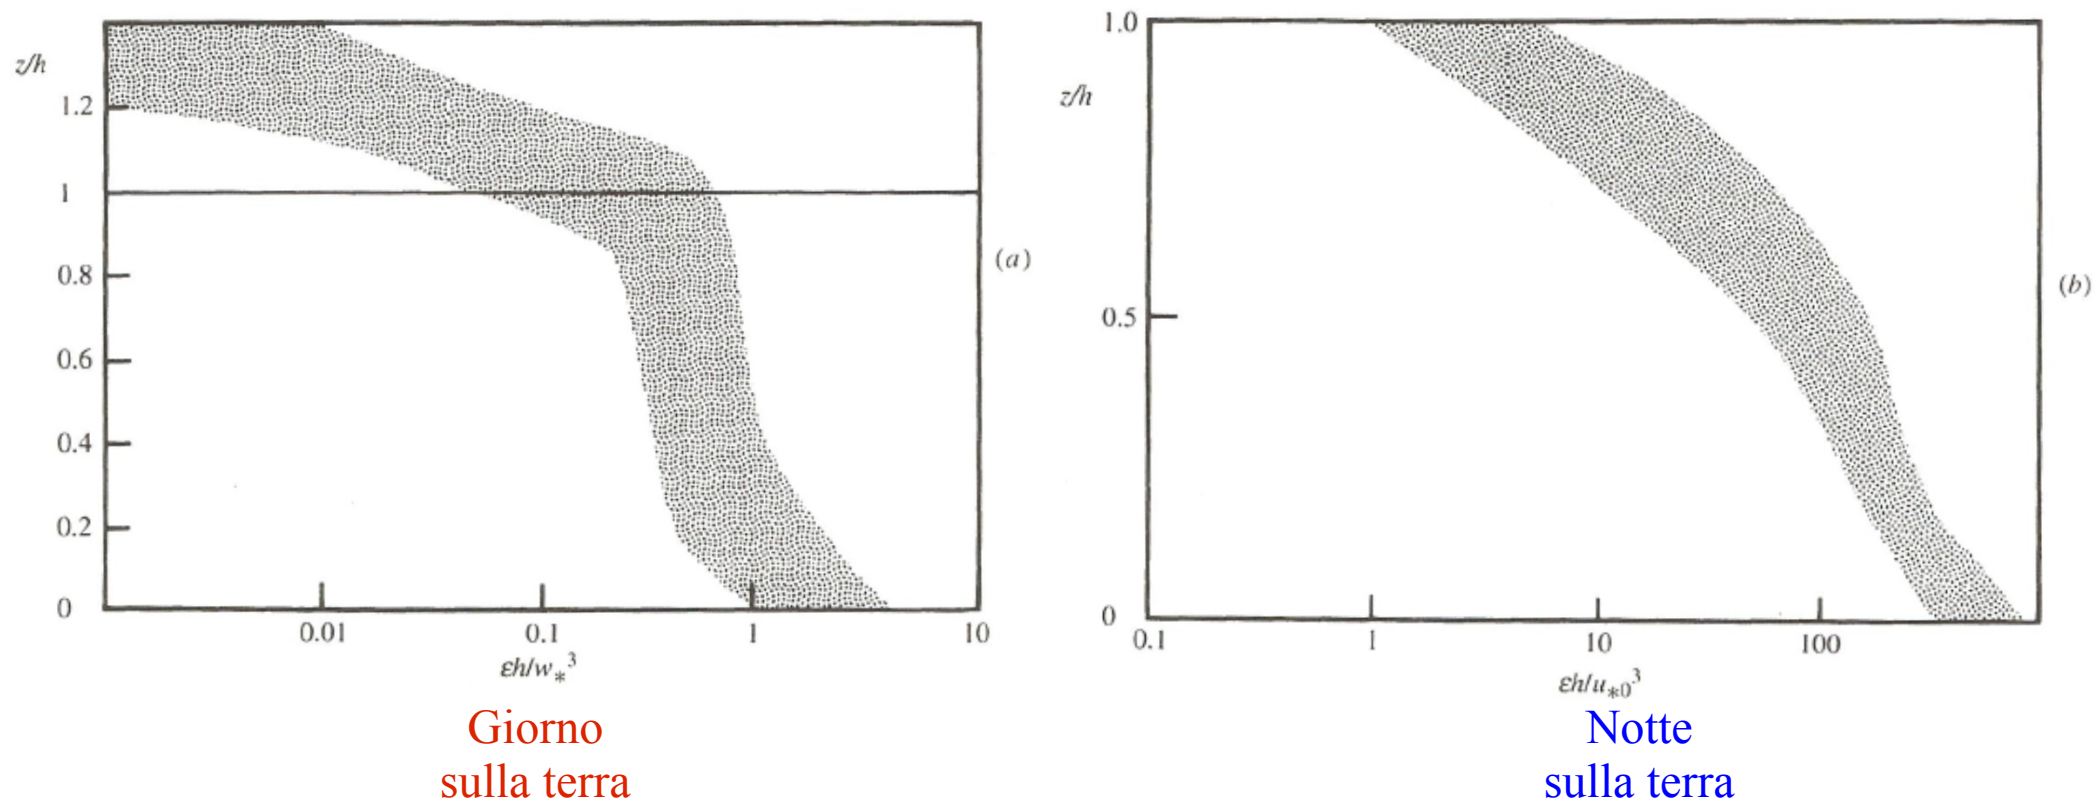 z/h
1.2
1
0.8
0.6
0.4
0.2
0
0.01
0.1
1
10
εh/w*³
(a)
Giorno
sulla terra
1.0
z/h
0.5
0
0.1
1
10
100
εh/u*0³
(b)
Notte
sulla terra